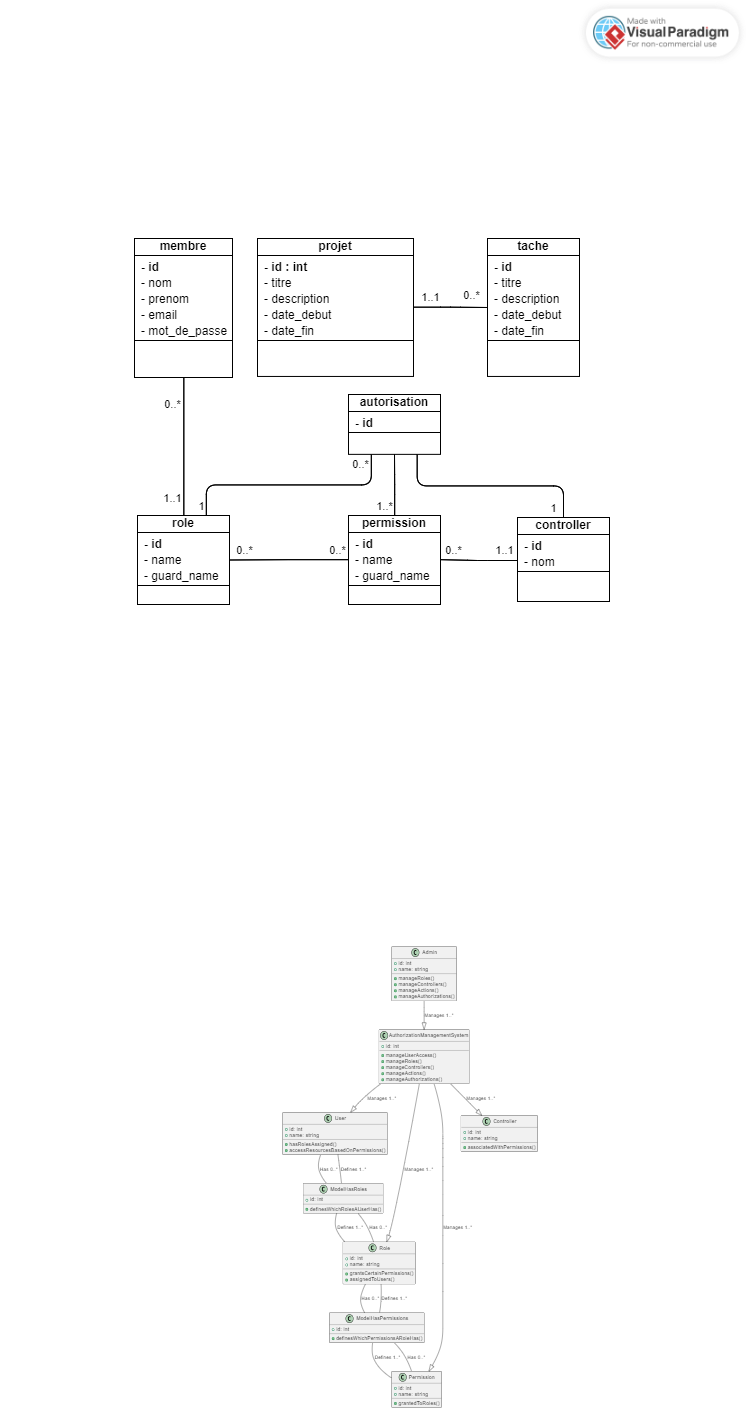 Made with
Visual Paradigm
For non-commercial use
membre
- id
- nom
- prenom
- email
- mot_de_passe
projet
- id : int
- titre
- description
- date_debut
- date_fin
tache
- id
- titre
- description
- date_debut
- date_fin
1..1
0..*
autorisation
- id
0..*
1..1
0..*
1
1..*
1
role
- id
- name
- guard_name
0..*
0..*
permission
- id
- name
- guard_name
0..*
1..1
controller
- id
- nom
C Admin
id: int
name: string
manageRoles()
manageControllers()
manageActions()
manageAuthorizations()
Manages 1..*
C AuthorizationManagementSystem
id: int
manageUserAccess()
manageRoles()
manageControllers()
manageActions()
manageAuthorizations()
Manages 1..*
Manages 1..*
C User
id: int
name: string
hasRolesAssigned()
accessResourcesBasedOnPermissions()
C Controller
id: int
name: string
associatedWithPermissions()
Has 0..*
Defines 1..*
Manages 1..*
C ModelHasRoles
id: int
definesWhichRolesAUserHas()
Defines 1..*
Has 0..*
Manages 1..*
C Role
id: int
name: string
grantsCertainPermissions()
assignedToUsers()
Has 0..*
Defines 1..*
C ModelHasPermissions
id: int
definesWhichPermissionsARoleHas()
Defines 1..*
Has 0..*
C Permission
id: int
name: string
grantedToRoles()